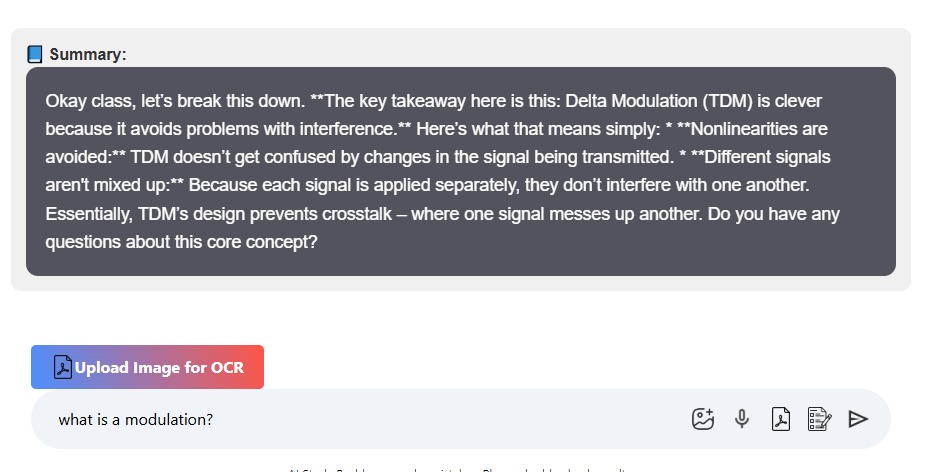 Summary:
Okay class, let's break this down. **The key takeaway here is this: Delta Modulation (TDM) is clever
because it avoids problems with interference.** Here's what that means simply: * **Nonlinearities are
avoided:** TDM doesn't get confused by changes in the signal being transmitted. * **Different signals
aren't mixed up:** Because each signal is applied separately, they don't interfere with one another.
Essentially, TDM's design prevents crosstalk – where one signal messes up another. Do you have any
questions about this core concept?
Upload Image for OCR
what is a modulation?